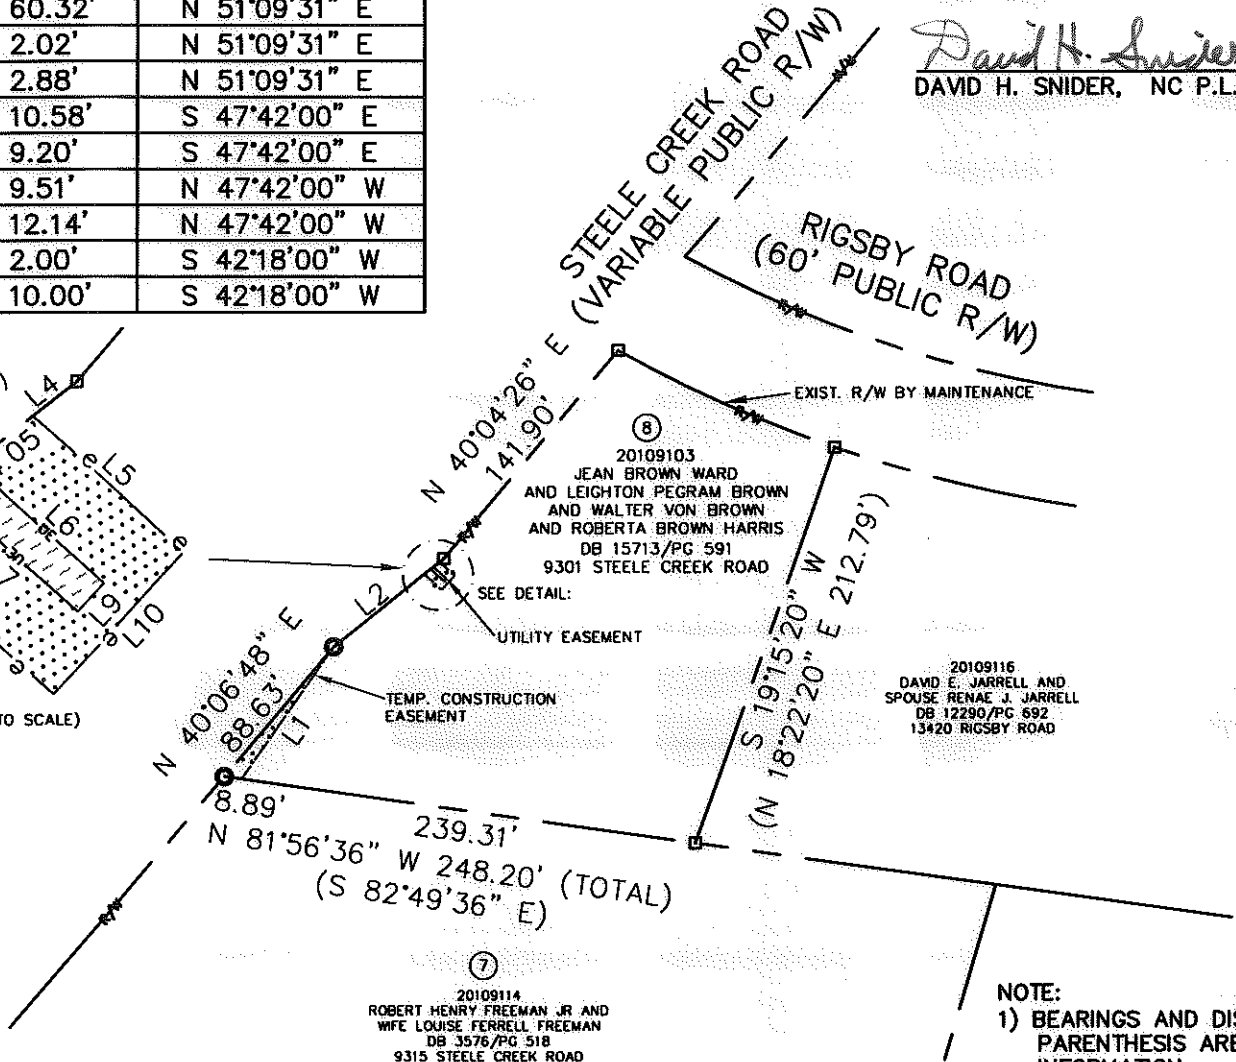 60.32' N 51°09'31" E
2.02' N 51°09'31" E
2.88' N 51°09'31" E
10.58' S 47°42'00" E
9.20' S 47°42'00" E
9.51' N 47°42'00" W
12.14' N 47°42'00" W
2.00' S 42°18'00" W
10.00' S 42°18'00" W
David H. Snider
DAVID H. SNIDER, NC P.L.
STEELE CREEK ROAD
(VARIABLE PUBLIC R/W)
R/W
RIGSBY ROAD
(60' PUBLIC R/W)
R/W
EXIST. R/W BY MAINTENANCE
R/W
N 40°04'26" E
141.90'
R/W
8
20109103
JEAN BROWN WARD
AND LEIGHTON PEGRAM BROWN
AND WALTER VON BROWN
AND ROBERTA BROWN HARRIS
DB 15713/PG 591
9301 STEELE CREEK ROAD
L4
05'
e
L5
L6
e
L9
L10
e
e
TO SCALE)
L2
SEE DETAIL:
UTILITY EASEMENT
N 40°06'48" E
88.63'
L1
TEMP. CONSTRUCTION
EASEMENT
S 19°15'20" W
(N 18°22'20" E 212.79')
20109116
DAVID E. JARRELL AND
SPOUSE RENAE J. JARRELL
DB 12290/PG 692
13420 RIGSBY ROAD
8.89'
239.31'
N 81°56'36" W 248.20' (TOTAL)
(S 82°49'36" E)
R/W
7
20109114
ROBERT HENRY FREEMAN JR AND
WIFE LOUISE FERRELL FREEMAN
DB 3576/PG 518
9315 STEELE CREEK ROAD
NOTE:
1) BEARINGS AND DIS
PARENTHESIS ARE
INFORMATION